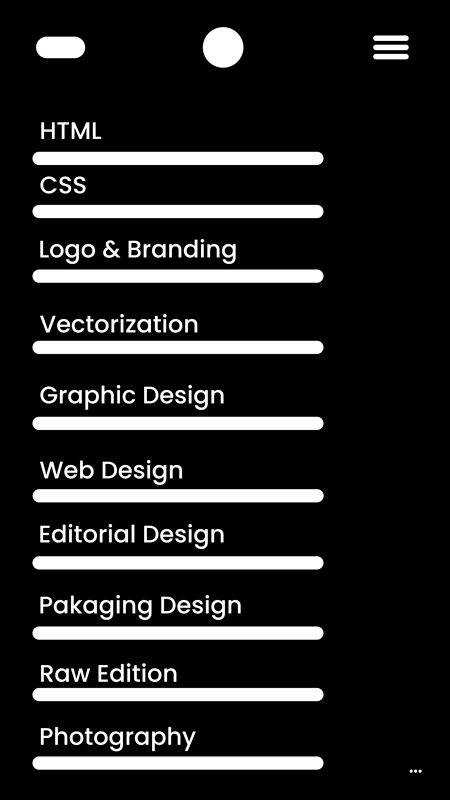 HTML
CSS
Logo & Branding
Vectorization
Graphic Design
Web Design
Editorial Design
Pakaging Design
Raw Edition
Photography